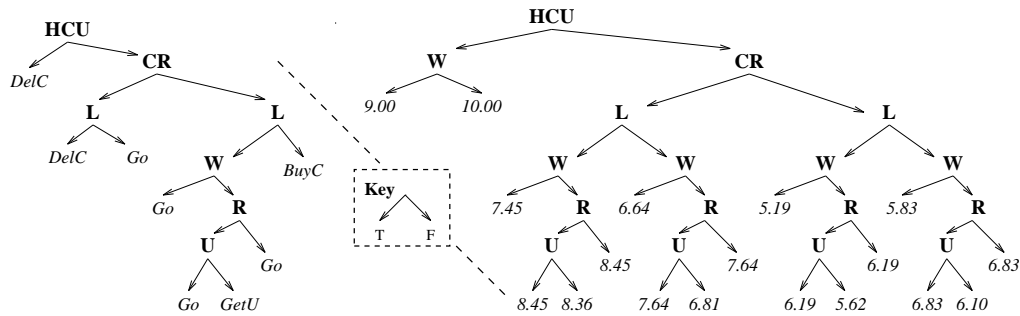 HCU HCU
CR W CR
DelC
L L 9.00 10.00 L L
DelC Go W BuyC W W W W
Key
Go R 7.45 R 6.64 R 5.19 R 5.83 R
T F
U Go U 8.45 U 7.64 U 6.19 U 6.83
Go GetU 8.45 8.36 7.64 6.81 6.19 5.62 6.83 6.10